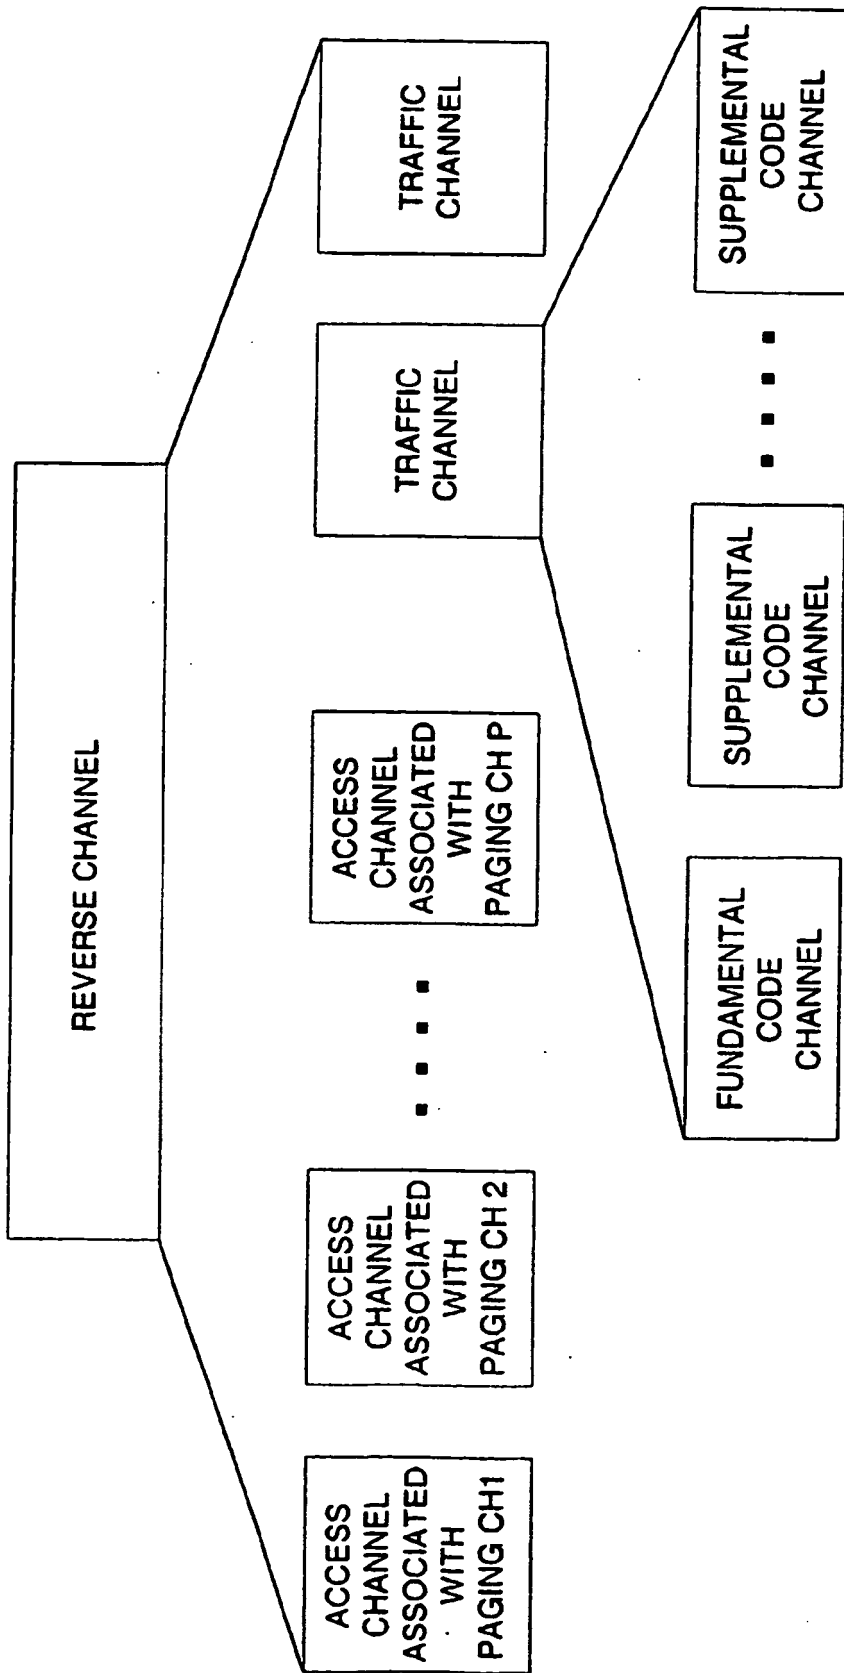 REVERSE CHANNEL
ACCESS
CHANNEL
ASSOCIATED
WITH
PAGING CH1
ACCESS
CHANNEL
ASSOCIATED
WITH
PAGING CH 2
ACCESS
CHANNEL
ASSOCIATED
WITH
PAGING CH P
TRAFFIC
CHANNEL
TRAFFIC
CHANNEL
FUNDAMENTAL
CODE
CHANNEL
SUPPLEMENTAL
CODE
CHANNEL
SUPPLEMENTAL
CODE
CHANNEL